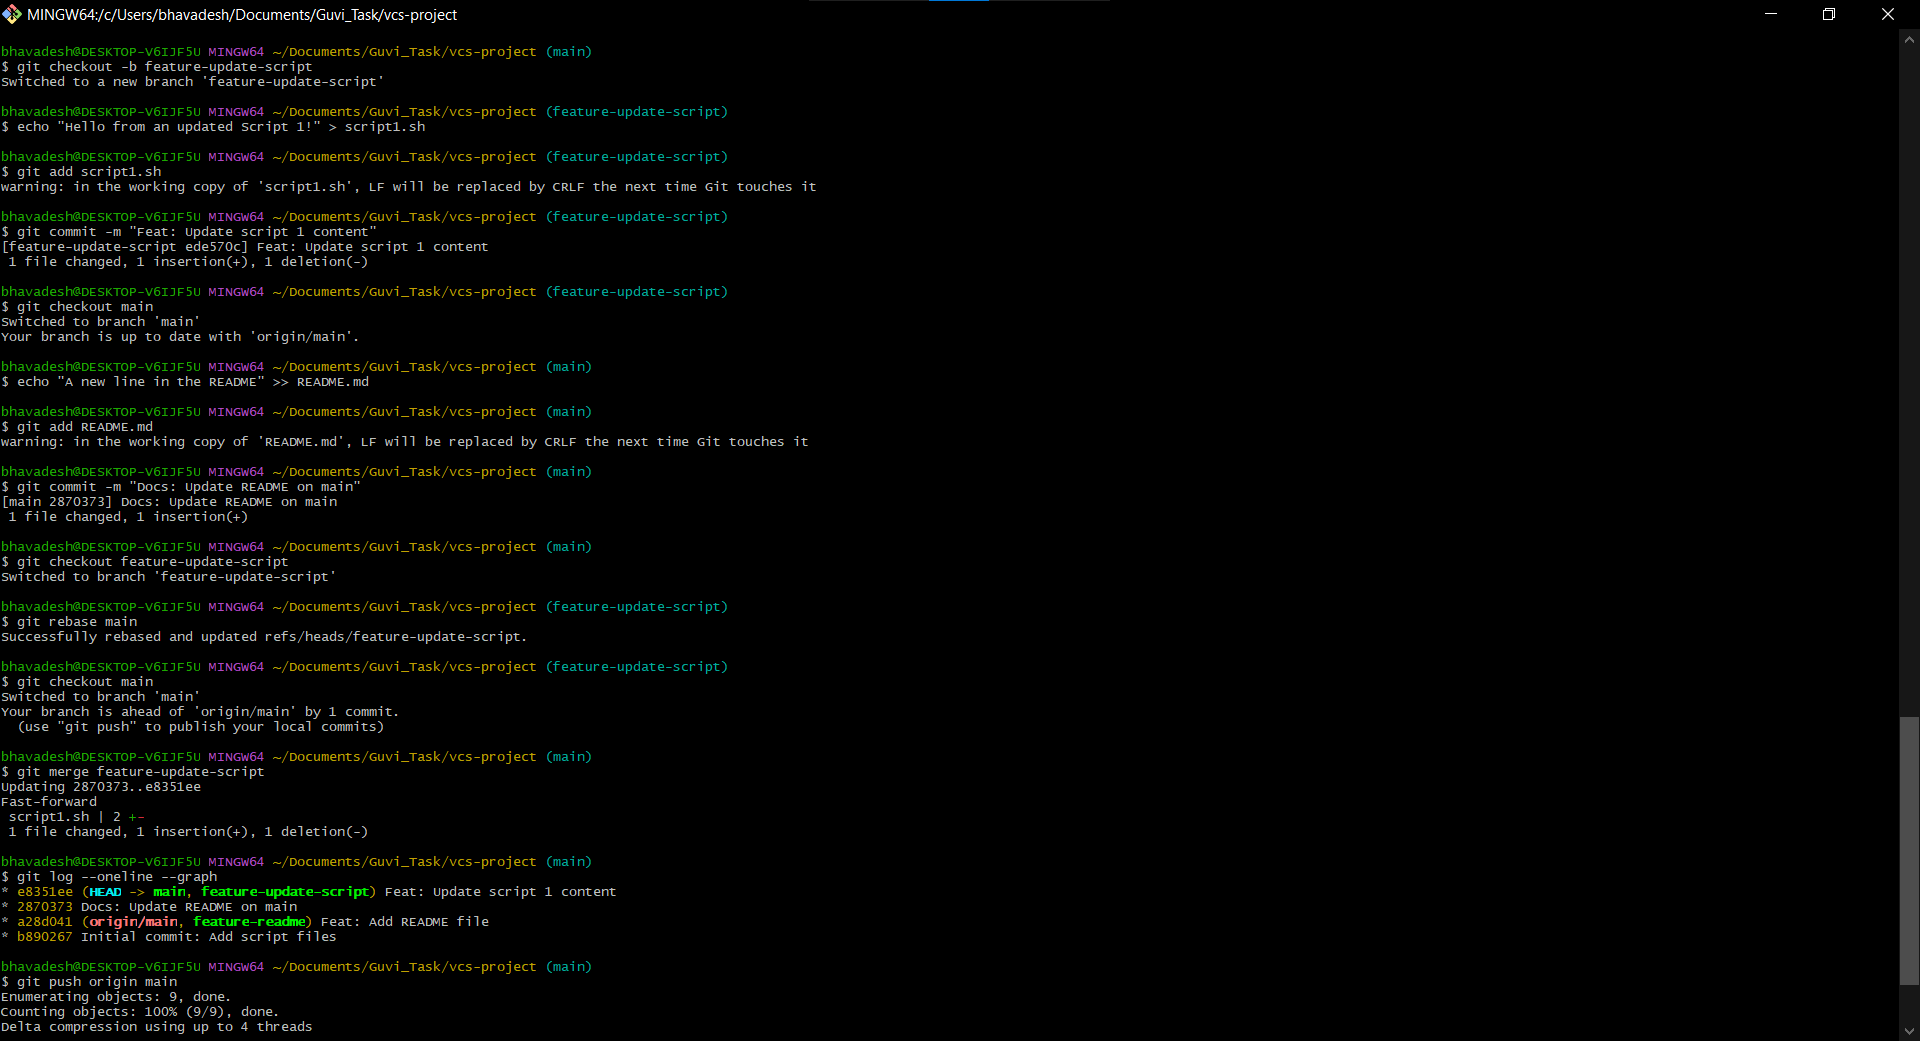 MINGW64:/c/Users/bhavadesh/Documents/Guvi_Task/vcs-project
bhavadesh@DESKTOP-V6IJF5U MINGW64 ~/Documents/Guvi_Task/vcs-project (main)
$ git checkout -b feature-update-script
Switched to a new branch 'feature-update-script'
bhavadesh@DESKTOP-V6IJF5U MINGW64 ~/Documents/Guvi_Task/vcs-project (feature-update-script)
$ echo "Hello from an updated Script 1!" > script1.sh
bhavadesh@DESKTOP-V6IJF5U MINGW64 ~/Documents/Guvi_Task/vcs-project (feature-update-script)
$ git add script1.sh
warning: in the working copy of 'script1.sh', LF will be replaced by CRLF the next time Git touches it
bhavadesh@DESKTOP-V6IJF5U MINGW64 ~/Documents/Guvi_Task/vcs-project (feature-update-script)
$ git commit -m "Feat: Update script 1 content"
[feature-update-script ede570c] Feat: Update script 1 content
 1 file changed, 1 insertion(+), 1 deletion(-)
bhavadesh@DESKTOP-V6IJF5U MINGW64 ~/Documents/Guvi_Task/vcs-project (feature-update-script)
$ git checkout main
Switched to branch 'main'
Your branch is up to date with 'origin/main'.
bhavadesh@DESKTOP-V6IJF5U MINGW64 ~/Documents/Guvi_Task/vcs-project (main)
$ echo "A new line in the README" >> README.md
bhavadesh@DESKTOP-V6IJF5U MINGW64 ~/Documents/Guvi_Task/vcs-project (main)
$ git add README.md
warning: in the working copy of 'README.md', LF will be replaced by CRLF the next time Git touches it
bhavadesh@DESKTOP-V6IJF5U MINGW64 ~/Documents/Guvi_Task/vcs-project (main)
$ git commit -m "Docs: Update README on main"
[main 2870373] Docs: Update README on main
 1 file changed, 1 insertion(+)
bhavadesh@DESKTOP-V6IJF5U MINGW64 ~/Documents/Guvi_Task/vcs-project (main)
$ git checkout feature-update-script
Switched to branch 'feature-update-script'
bhavadesh@DESKTOP-V6IJF5U MINGW64 ~/Documents/Guvi_Task/vcs-project (feature-update-script)
$ git rebase main
Successfully rebased and updated refs/heads/feature-update-script.
bhavadesh@DESKTOP-V6IJF5U MINGW64 ~/Documents/Guvi_Task/vcs-project (feature-update-script)
$ git checkout main
Switched to branch 'main'
Your branch is ahead of 'origin/main' by 1 commit.
  (use "git push" to publish your local commits)
bhavadesh@DESKTOP-V6IJF5U MINGW64 ~/Documents/Guvi_Task/vcs-project (main)
$ git merge feature-update-script
Updating 2870373..e8351ee
Fast-forward
 script1.sh | 2 +-
 1 file changed, 1 insertion(+), 1 deletion(-)
bhavadesh@DESKTOP-V6IJF5U MINGW64 ~/Documents/Guvi_Task/vcs-project (main)
$ git log --oneline --graph
* e8351ee (HEAD -> main, feature-update-script) Feat: Update script 1 content
* 2870373 Docs: Update README on main
* a28d041 (origin/main, feature-readme) Feat: Add README file
* b890267 Initial commit: Add script files
bhavadesh@DESKTOP-V6IJF5U MINGW64 ~/Documents/Guvi_Task/vcs-project (main)
$ git push origin main
Enumerating objects: 9, done.
Counting objects: 100% (9/9), done.
Delta compression using up to 4 threads